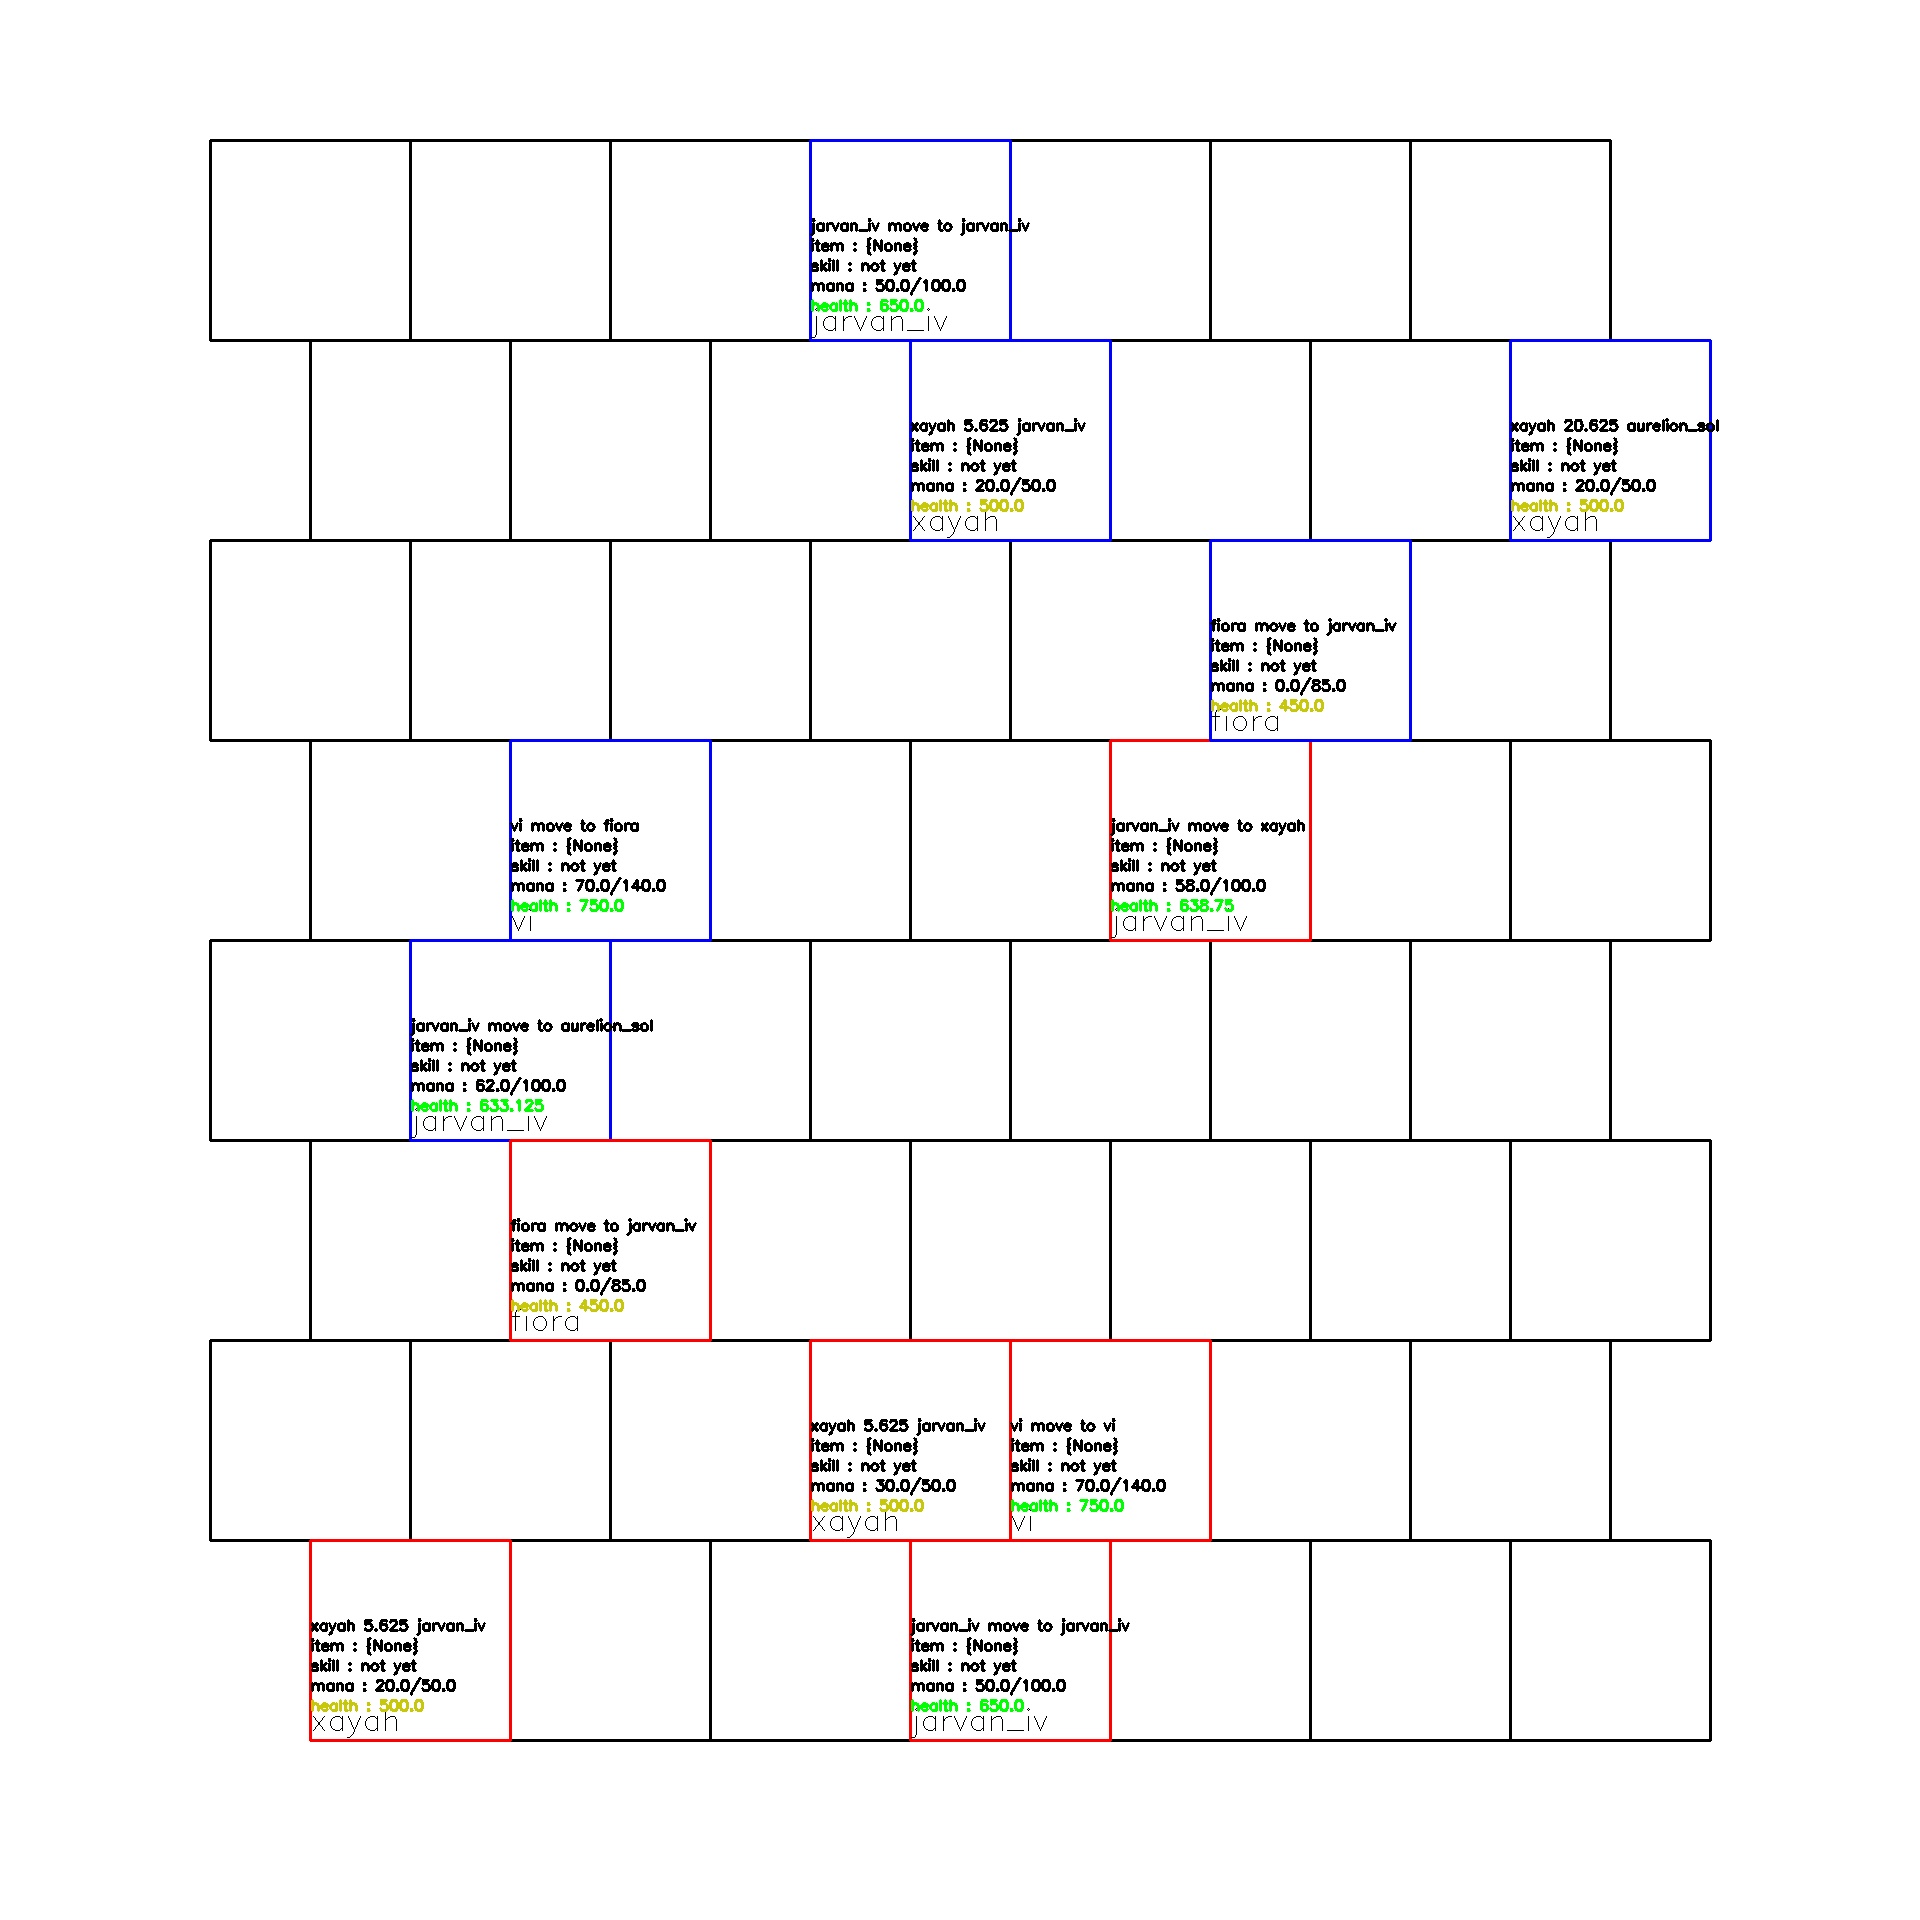 jarvan_iv move to jarvan_iv
item : {None}
skill : not yet
mana : 50.0/100.0
health : 650.0
jarvan_iv
xayah 5.625 jarvan_iv
item : {None}
skill : not yet
mana : 20.0/50.0
health : 500.0
xayah
xayah 20.625 aurelion_sol
item : {None}
skill : not yet
mana : 20.0/50.0
health : 500.0
xayah
fiora move to jarvan_iv
item : {None}
skill : not yet
mana : 0.0/85.0
health : 450.0
fiora
vi move to fiora
item : {None}
skill : not yet
mana : 70.0/140.0
health : 750.0
vi
jarvan_iv move to xayah
item : {None}
skill : not yet
mana : 58.0/100.0
health : 638.75
jarvan_iv
jarvan_iv move to aurelion_sol
item : {None}
skill : not yet
mana : 62.0/100.0
health : 633.125
jarvan_iv
fiora move to jarvan_iv
item : {None}
skill : not yet
mana : 0.0/85.0
health : 450.0
fiora
xayah 5.625 jarvan_iv
item : {None}
skill : not yet
mana : 30.0/50.0
health : 500.0
xayah
vi move to vi
item : {None}
skill : not yet
mana : 70.0/140.0
health : 750.0
vi
xayah 5.625 jarvan_iv
item : {None}
skill : not yet
mana : 20.0/50.0
health : 500.0
xayah
jarvan_iv move to jarvan_iv
item : {None}
skill : not yet
mana : 50.0/100.0
health : 650.0
jarvan_iv